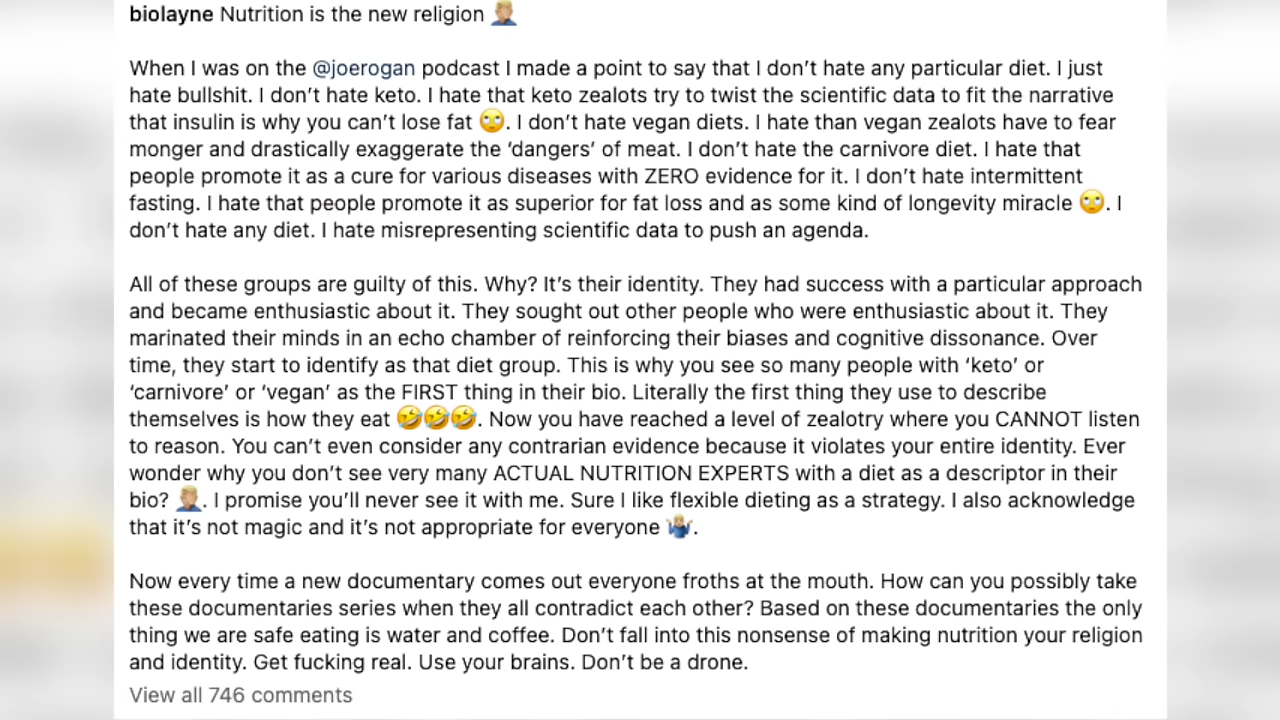 biolayne Nutrition is the new religion 🤦🏼‍♂️
When I was on the @joerogan podcast I made a point to say that I don’t hate any particular diet. I just
hate bullshit. I don’t hate keto. I hate that keto zealots try to twist the scientific data to fit the narrative
that insulin is why you can’t lose fat 🙄. I don’t hate vegan diets. I hate than vegan zealots have to fear
monger and drastically exaggerate the ‘dangers’ of meat. I don’t hate the carnivore diet. I hate that
people promote it as a cure for various diseases with ZERO evidence for it. I don’t hate intermittent
fasting. I hate that people promote it as superior for fat loss and as some kind of longevity miracle 🙄. I
don’t hate any diet. I hate misrepresenting scientific data to push an agenda.
All of these groups are guilty of this. Why? It’s their identity. They had success with a particular approach
and became enthusiastic about it. They sought out other people who were enthusiastic about it. They
marinated their minds in an echo chamber of reinforcing their biases and cognitive dissonance. Over
time, they start to identify as that diet group. This is why you see so many people with ‘keto’ or
‘carnivore’ or ‘vegan’ as the FIRST thing in their bio. Literally the first thing they use to describe
themselves is how they eat 🤣🤣🤣. Now you have reached a level of zealotry where you CANNOT listen
to reason. You can’t even consider any contrarian evidence because it violates your entire identity. Ever
wonder why you don’t see very many ACTUAL NUTRITION EXPERTS with a diet as a descriptor in their
bio? 🤦🏼‍♂️. I promise you’ll never see it with me. Sure I like flexible dieting as a strategy. I also acknowledge
that it’s not magic and it’s not appropriate for everyone 🤷🏼‍♂️.
Now every time a new documentary comes out everyone froths at the mouth. How can you possibly take
these documentaries series when they all contradict each other? Based on these documentaries the only
thing we are safe eating is water and coffee. Don’t fall into this nonsense of making nutrition your religion
and identity. Get fucking real. Use your brains. Don’t be a drone.
View all 746 comments